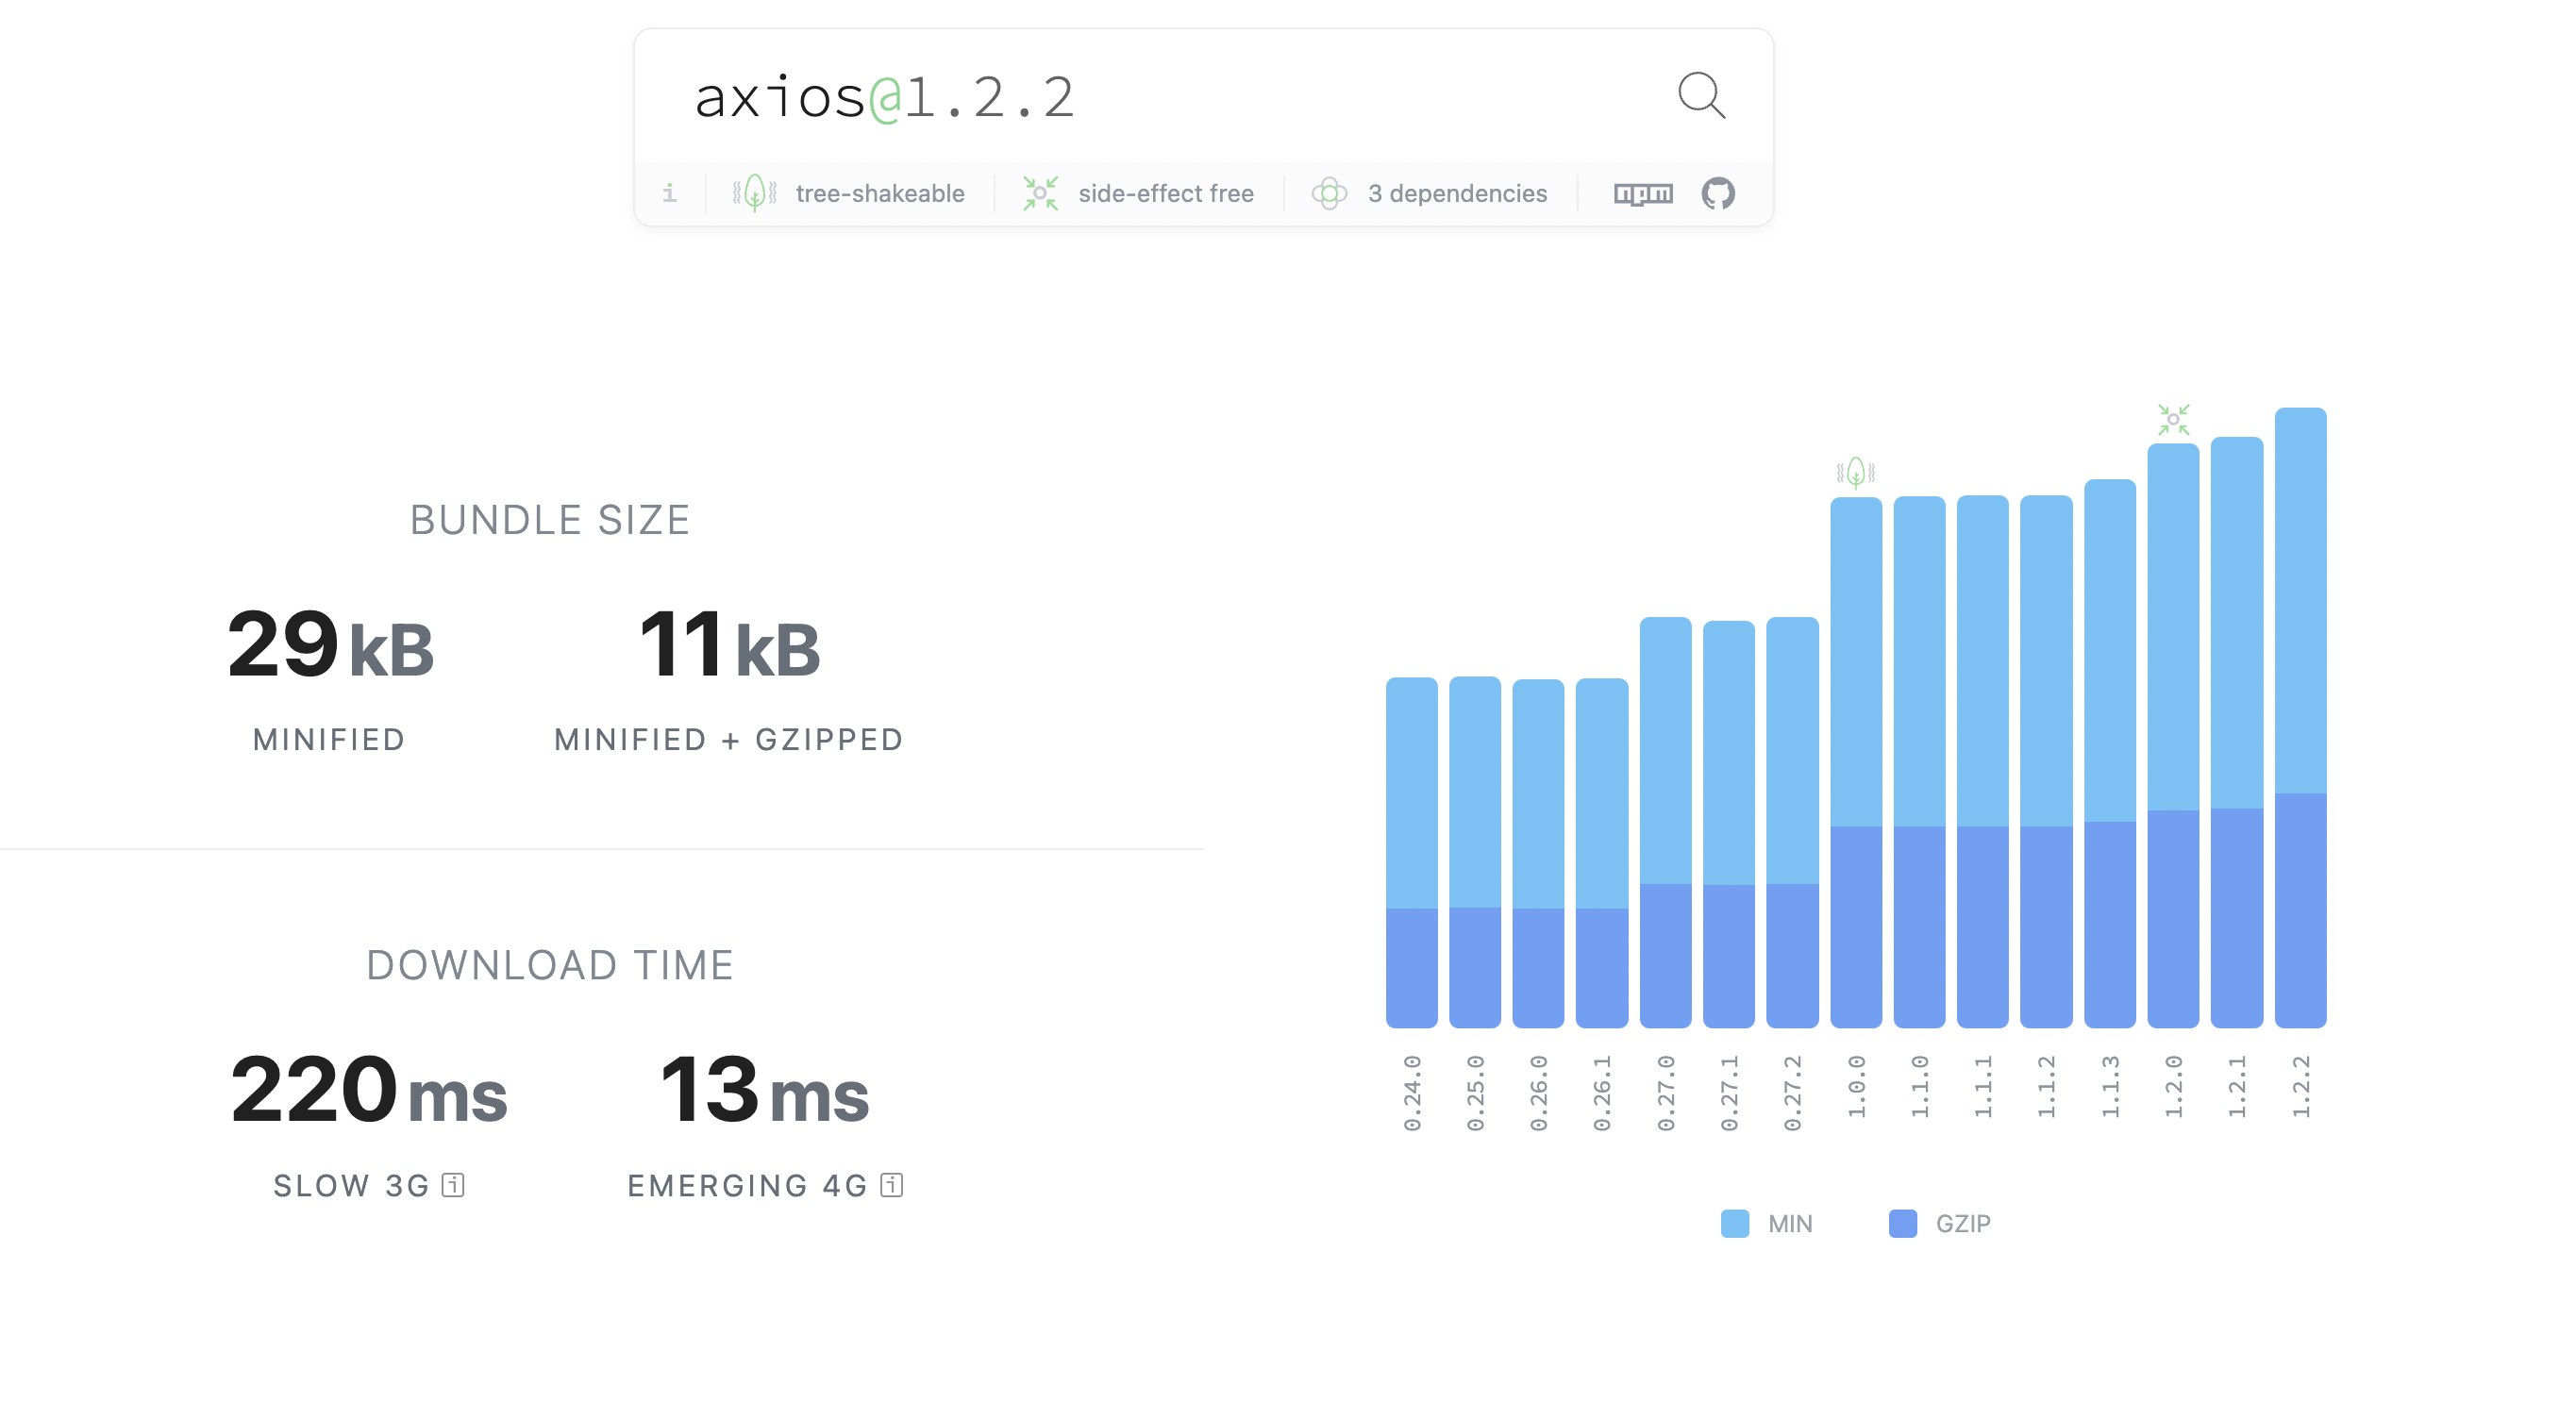 axios@1.2.2
i
tree-shakeable
side-effect free
3 dependencies
npm
BUNDLE SIZE
29 kB
MINIFIED
11 kB
MINIFIED + GZIPPED
DOWNLOAD TIME
220 ms
SLOW 3G i
13 ms
EMERGING 4G i
0.24.0
0.25.0
0.26.0
0.26.1
0.27.0
0.27.1
0.27.2
1.0.0
1.1.0
1.1.1
1.1.2
1.1.3
1.2.0
1.2.1
1.2.2
MIN
GZIP